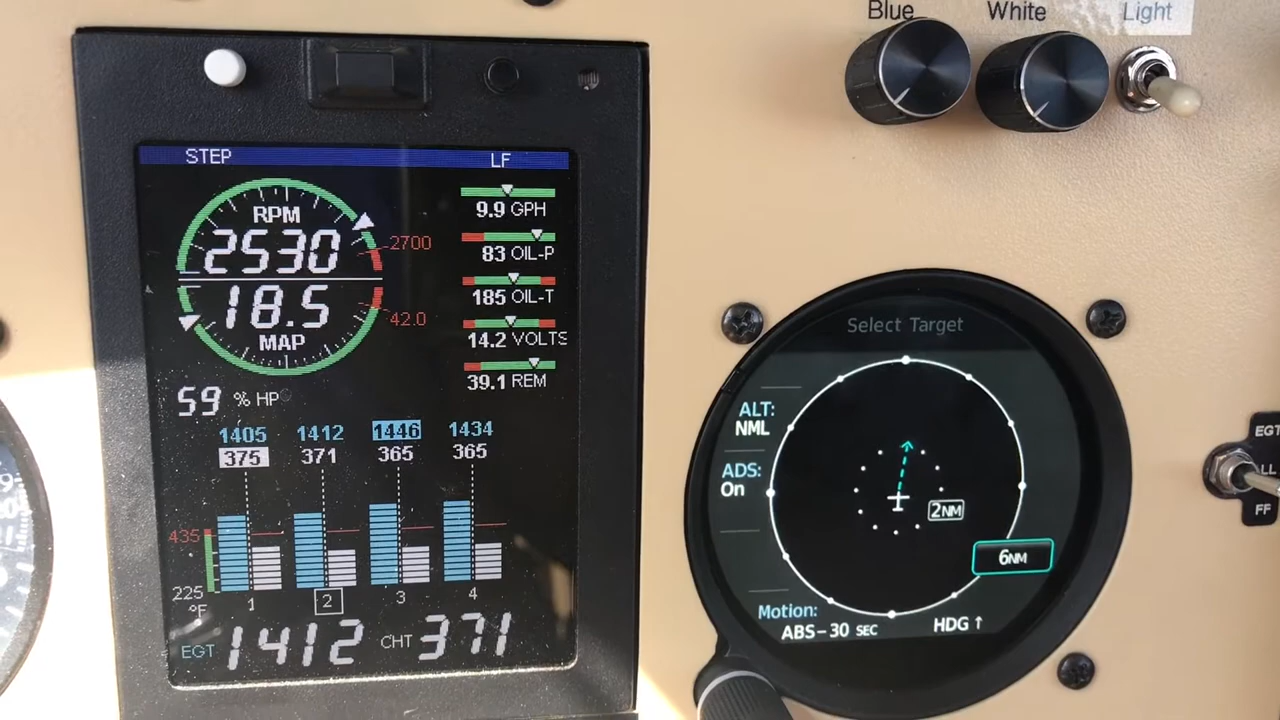 Blue White Light
STEP LF
RPM
2530
2700
18.5
42.0
MAP
9.9 GPH
83 OIL-P
185 OIL-T
14.2 VOLTS
39.1 REM
59 % HP
1405 1412 1446 1434
375 371 365 365
435
225
°F
1 2 3 4
EGT 1412 CHT 371
Select Target
ALT:
NML
ADS:
On
2NM
6NM
Motion:
ABS-30 SEC
HDG ↑
EGT
FF